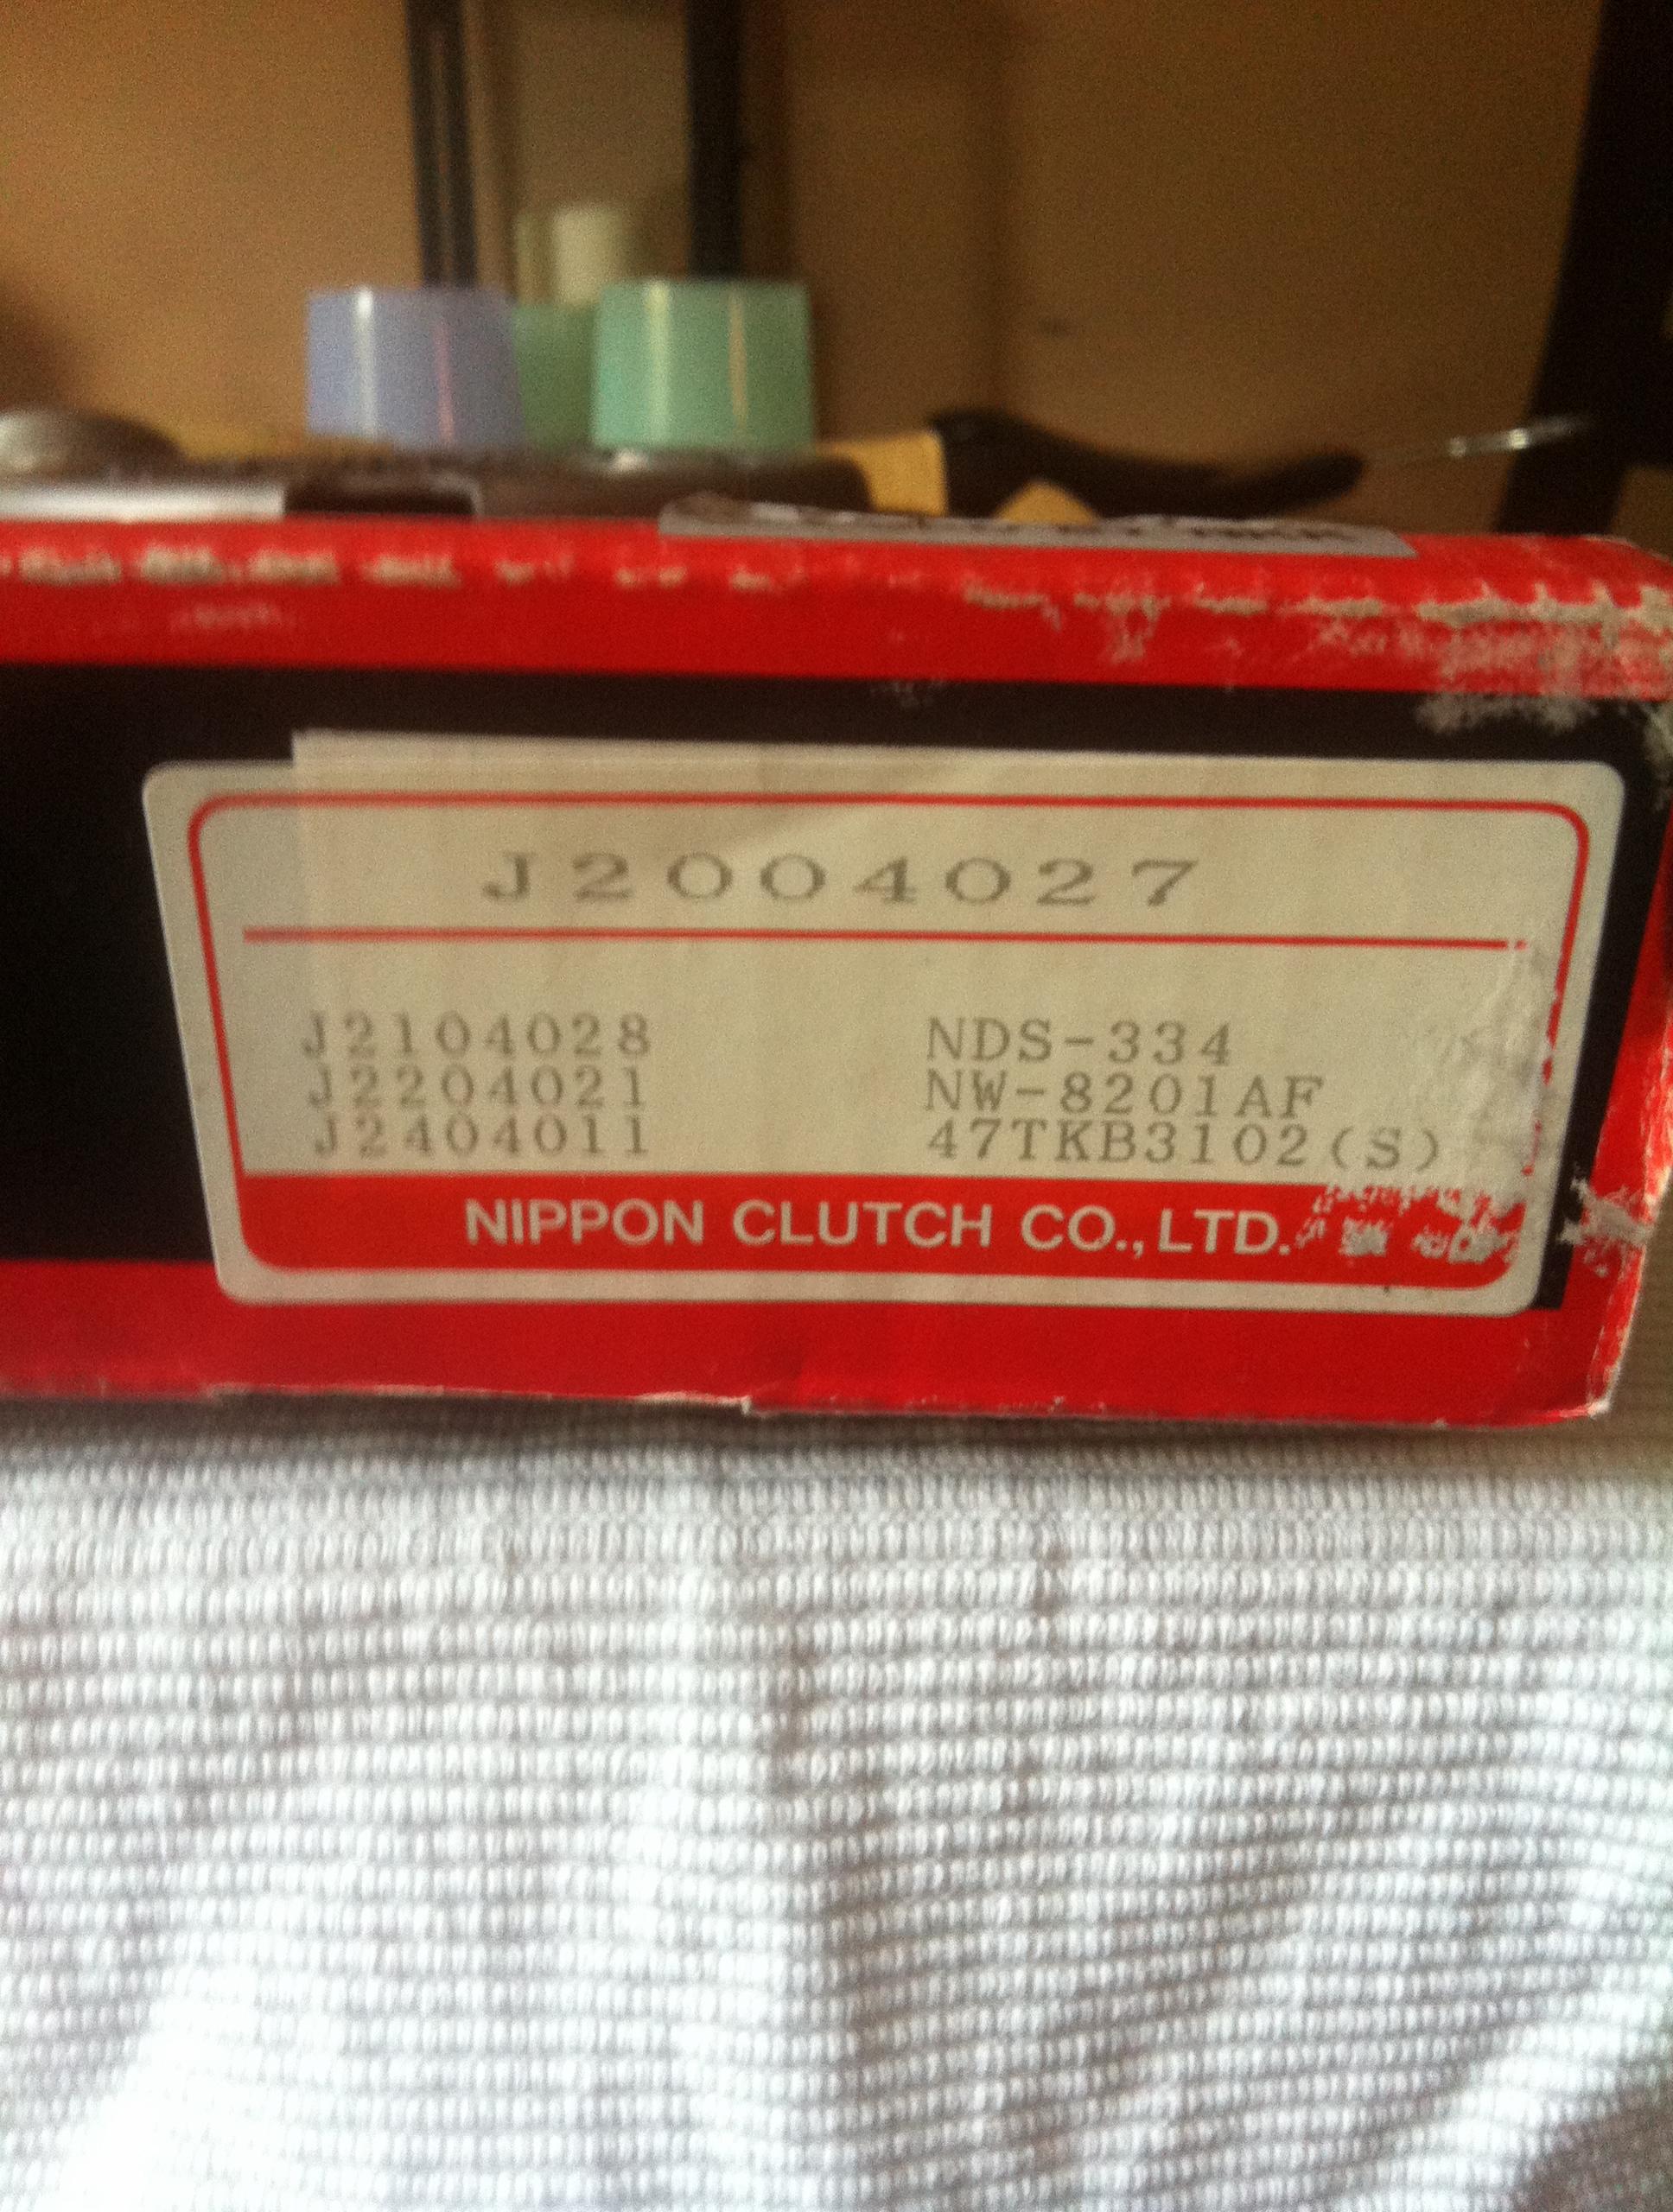 J2004027
J2104028 NDS-334
J2204021 NW-8201AF
J2404011 47TKB3102(S)
NIPPON CLUTCH CO., LTD.